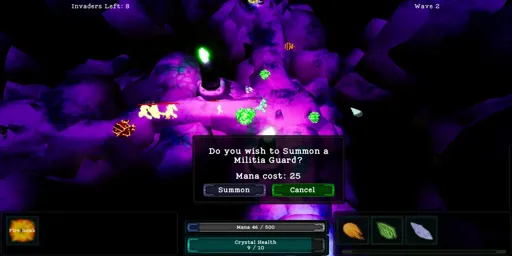 Invaders Left: 8
Wave 2
Do you wish to Summon a
Militia Guard?
Mana cost: 25
Summon
Cancel
Mana 46 / 500
Crystal Health
9 / 10